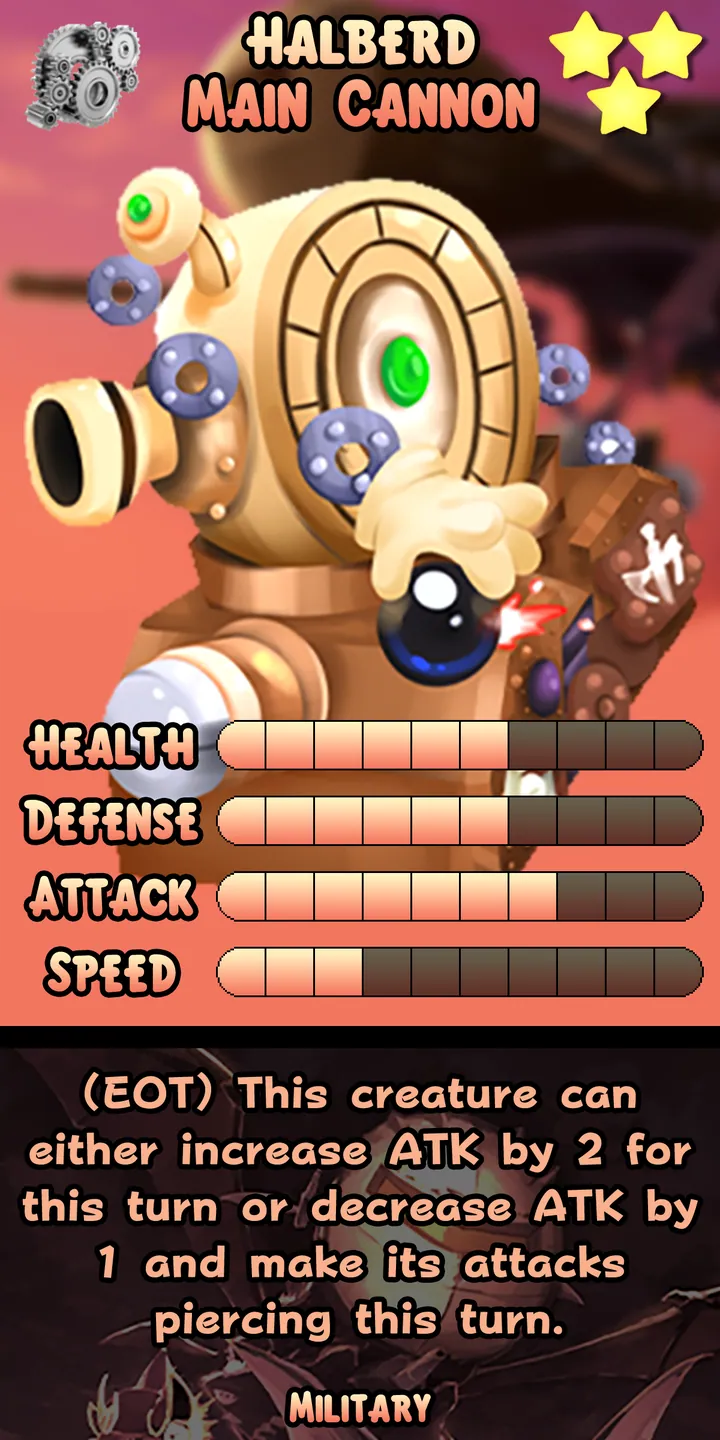 Halberd
Main Cannon
Health
Defense
Attack
Speed
(EOT) This creature can
either increase ATK by 2 for
this turn or decrease ATK by
1 and make its attacks
piercing this turn.
Military